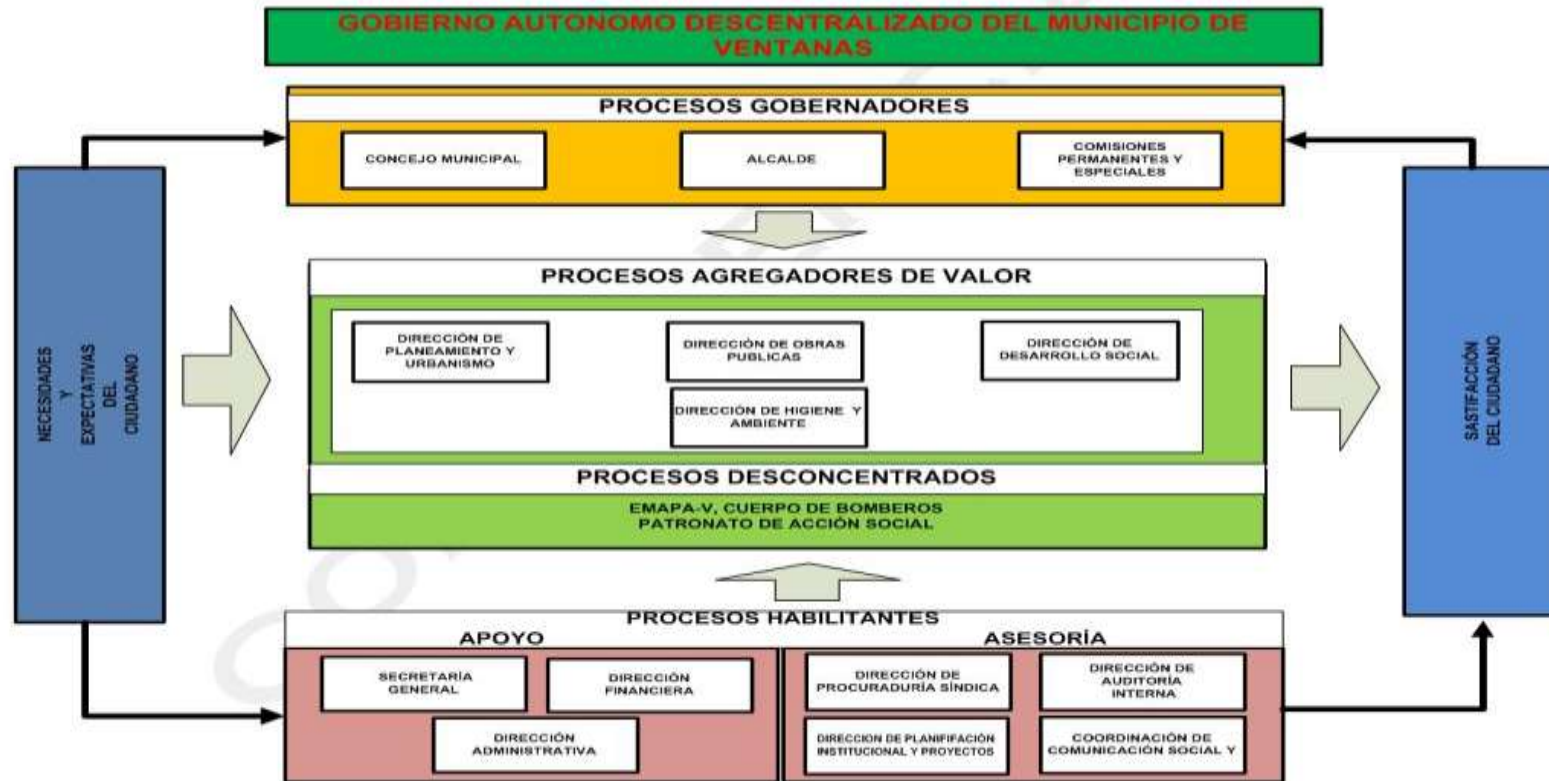 GOBIERNO AUTONOMO DESCENTRALIZADO DEL MUNICIPIO DE
VENTANAS
PROCESOS GOBERNADORES
CONCEJO MUNICIPAL
ALCALDE
COMISIONES
PERMANENTES Y
ESPECIALES
NECESIDADES
Y
EXPECTATIVAS
DEL
CIUDADANO
PROCESOS AGREGADORES DE VALOR
DIRECCIÓN DE
PLANEAMIENTO Y
URBANISMO
DIRECCIÓN DE OBRAS
PUBLICAS
DIRECCIÓN DE
DESARROLLO SOCIAL
DIRECCIÓN DE HIGIENE Y
AMBIENTE
PROCESOS DESCONCENTRADOS
EMAPA-V, CUERPO DE BOMBEROS
PATRONATO DE ACCIÓN SOCIAL
SASTIFACCIÓN
DEL CIUDADANO
PROCESOS HABILITANTES
APOYO
SECRETARÍA
GENERAL
DIRECCIÓN
FINANCIERA
DIRECCIÓN
ADMINISTRATIVA
ASESORÍA
DIRECCIÓN DE
PROCURADURÍA SÍNDICA
DIRECCIÓN DE
AUDITORÍA
INTERNA
DIRECCION DE PLANIFIFACIÓN
INSTITUCIONAL Y PROYECTOS
COORDINACIÓN DE
COMUNICACIÓN SOCIAL Y